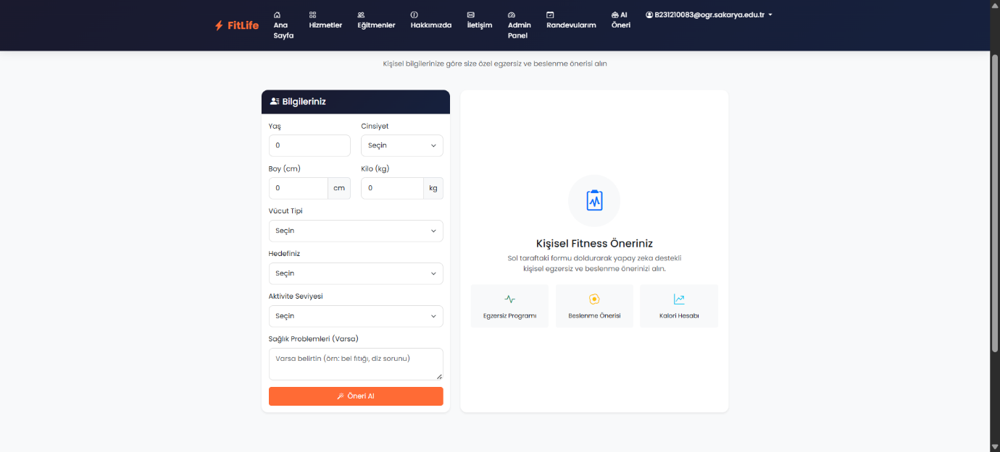 FitLife
Ana
Sayfa
Hizmetler
Eğitmenler
Hakkımızda
İletişim
Admin
Panel
Randevularım
AI
Öneri
B231210083@ogr.sakarya.edu.tr
Kişisel bilgilerinize göre size özel egzersiz ve beslenme önerisi alın
Bilgileriniz
Yaş
Cinsiyet
0
Seçin
Boy (cm)
Kilo (kg)
0
cm
0
kg
Vücut Tipi
Seçin
Hedefiniz
Seçin
Aktivite Seviyesi
Seçin
Sağlık Problemleri (Varsa)
Varsa belirtin (örn: bel fıtığı, diz sorunu)
Öneri Al
Kişisel Fitness Öneriniz
Sol taraftaki formu doldurarak yapay zeka destekli
kişisel egzersiz ve beslenme önerinizi alın.
Egzersiz Programı
Beslenme Önerisi
Kalori Hesabı